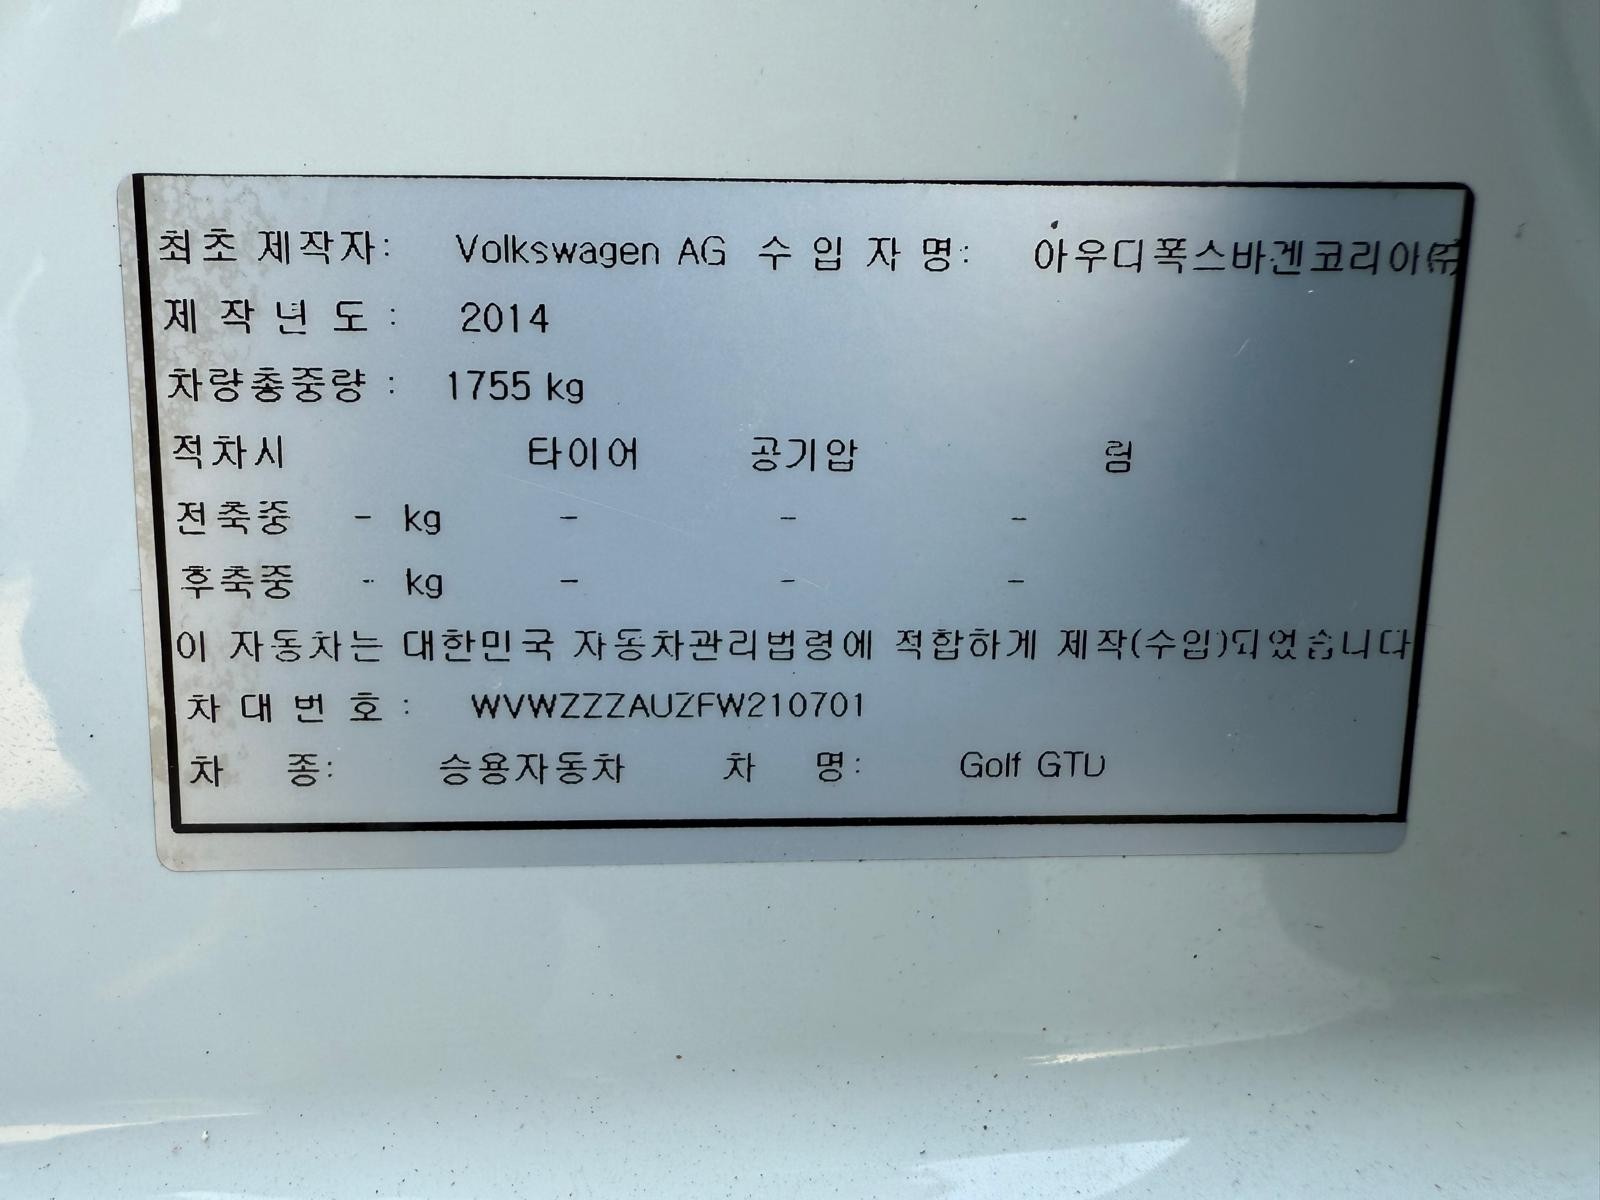 최초 제작자: Volkswagen AG 수 입 자 명: 아우디폭스바겐코리아㈜
제 작 년 도 : 2014
차량총중량 : 1755 kg
적차시 타이어 공기압 림
전축중 - kg - - -
후축중 - kg - - -
이 자동차는 대한민국 자동차관리법령에 적합하게 제작(수입)되었습니다
차 대 번 호 : WVWZZZAUZFW210701
차 종: 승용자동차 차 명: Golf GTD